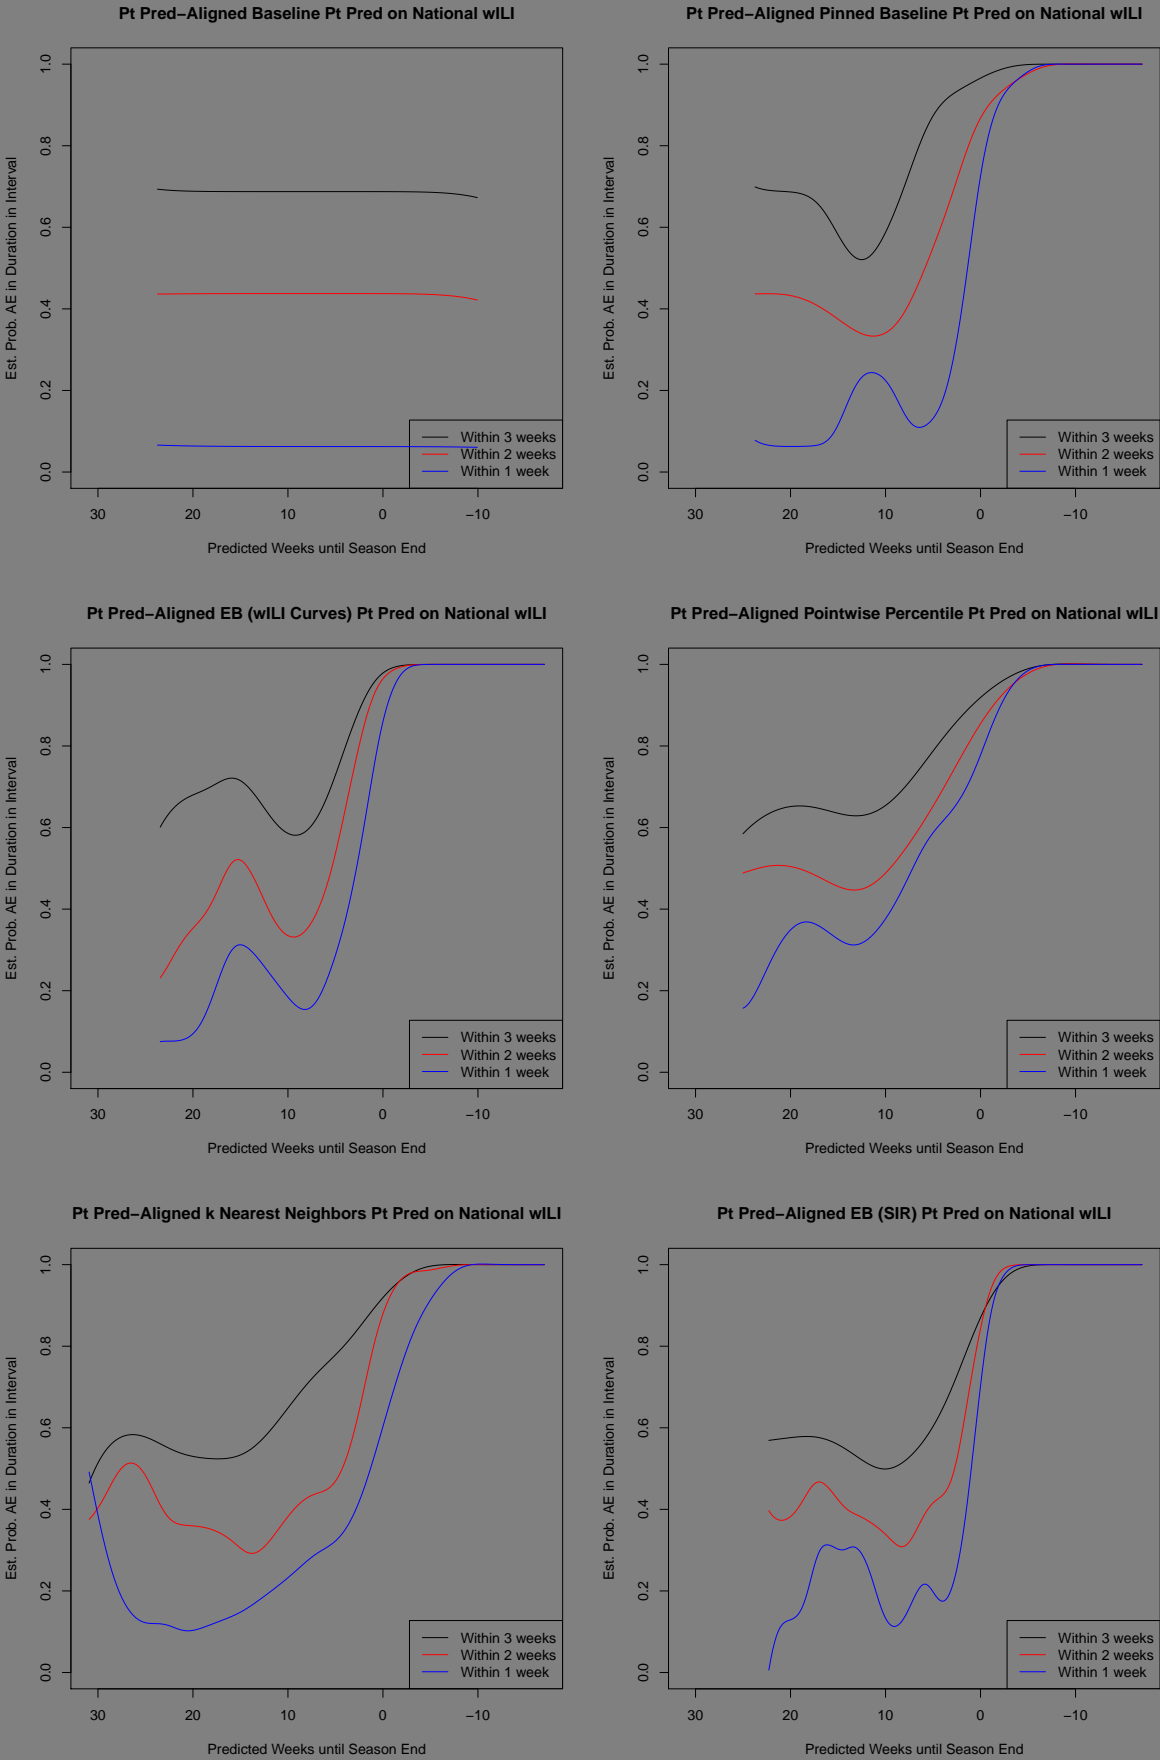 Pt Pred−Aligned Baseline Pt Pred on National wILI
Est. Prob. AE in Duration in Interval
0.0 0.2 0.4 0.6 0.8 1.0
Within 3 weeks
Within 2 weeks
Within 1 week
30 20 10 0 −10
Predicted Weeks until Season End
Pt Pred−Aligned Pinned Baseline Pt Pred on National wILI
Est. Prob. AE in Duration in Interval
0.0 0.2 0.4 0.6 0.8 1.0
Within 3 weeks
Within 2 weeks
Within 1 week
30 20 10 0 −10
Predicted Weeks until Season End
Pt Pred−Aligned EB (wILI Curves) Pt Pred on National wILI
Est. Prob. AE in Duration in Interval
0.0 0.2 0.4 0.6 0.8 1.0
Within 3 weeks
Within 2 weeks
Within 1 week
30 20 10 0 −10
Predicted Weeks until Season End
Pt Pred−Aligned Pointwise Percentile Pt Pred on National wILI
Est. Prob. AE in Duration in Interval
0.0 0.2 0.4 0.6 0.8 1.0
Within 3 weeks
Within 2 weeks
Within 1 week
30 20 10 0 −10
Predicted Weeks until Season End
Pt Pred−Aligned k Nearest Neighbors Pt Pred on National wILI
Est. Prob. AE in Duration in Interval
0.0 0.2 0.4 0.6 0.8 1.0
Within 3 weeks
Within 2 weeks
Within 1 week
30 20 10 0 −10
Predicted Weeks until Season End
Pt Pred−Aligned EB (SIR) Pt Pred on National wILI
Est. Prob. AE in Duration in Interval
0.0 0.2 0.4 0.6 0.8 1.0
Within 3 weeks
Within 2 weeks
Within 1 week
30 20 10 0 −10
Predicted Weeks until Season End